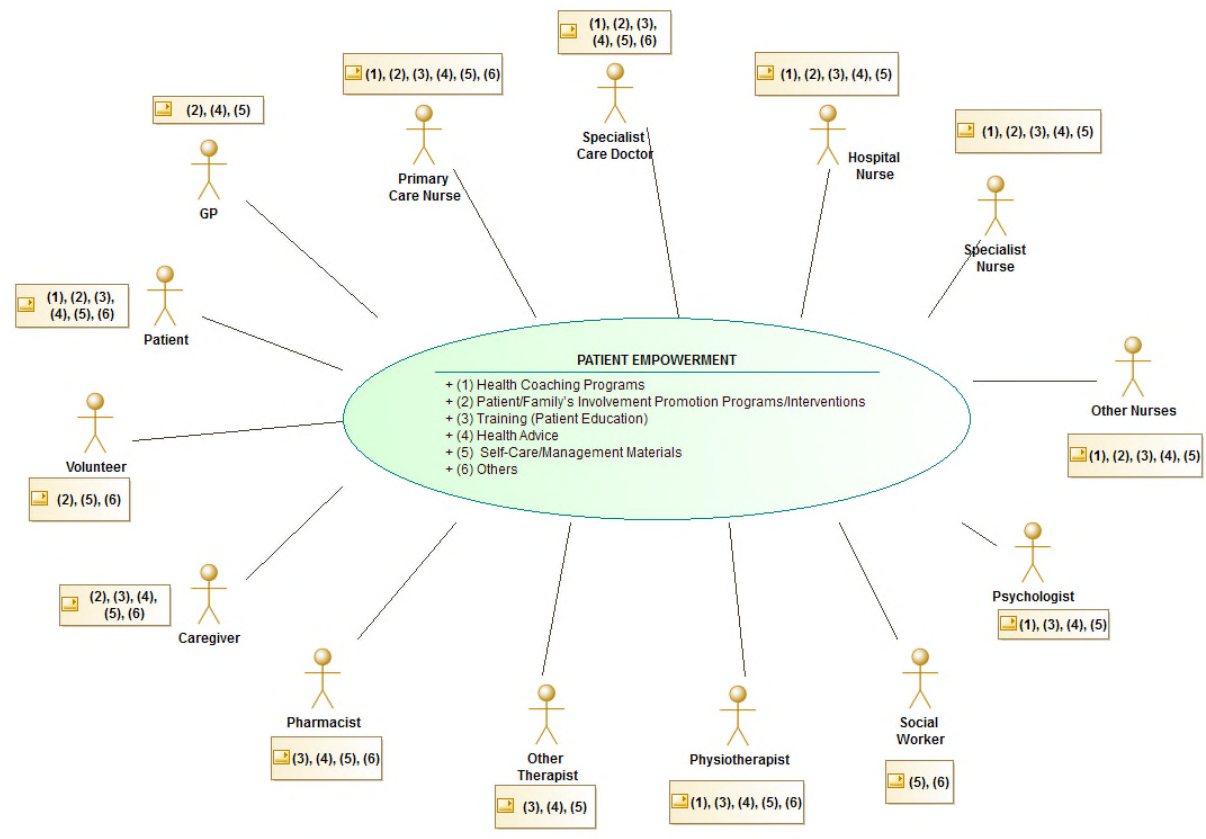 (1), (2), (3),
(4), (5), (6)
Specialist
Care Doctor
(1), (2), (3), (4), (5), (6)
Primary
Care Nurse
(1), (2), (3), (4), (5)
Hospital
Nurse
(2), (4), (5)
GP
(1), (2), (3), (4), (5)
Specialist
Nurse
(1), (2), (3),
(4), (5), (6)
Patient
PATIENT EMPOWERMENT
+ (1) Health Coaching Programs
+ (2) Patient/Family's Involvement Promotion Programs/Interventions
+ (3) Training (Patient Education)
+ (4) Health Advice
+ (5) Self-Care/Management Materials
+ (6) Others
Other Nurses
(1), (2), (3), (4), (5)
Volunteer
(2), (5), (6)
Psychologist
(1), (3), (4), (5)
(2), (3), (4),
(5), (6)
Caregiver
Pharmacist
(3), (4), (5), (6)
Other
Therapist
(3), (4), (5)
Physiotherapist
(1), (3), (4), (5), (6)
Social
Worker
(5), (6)